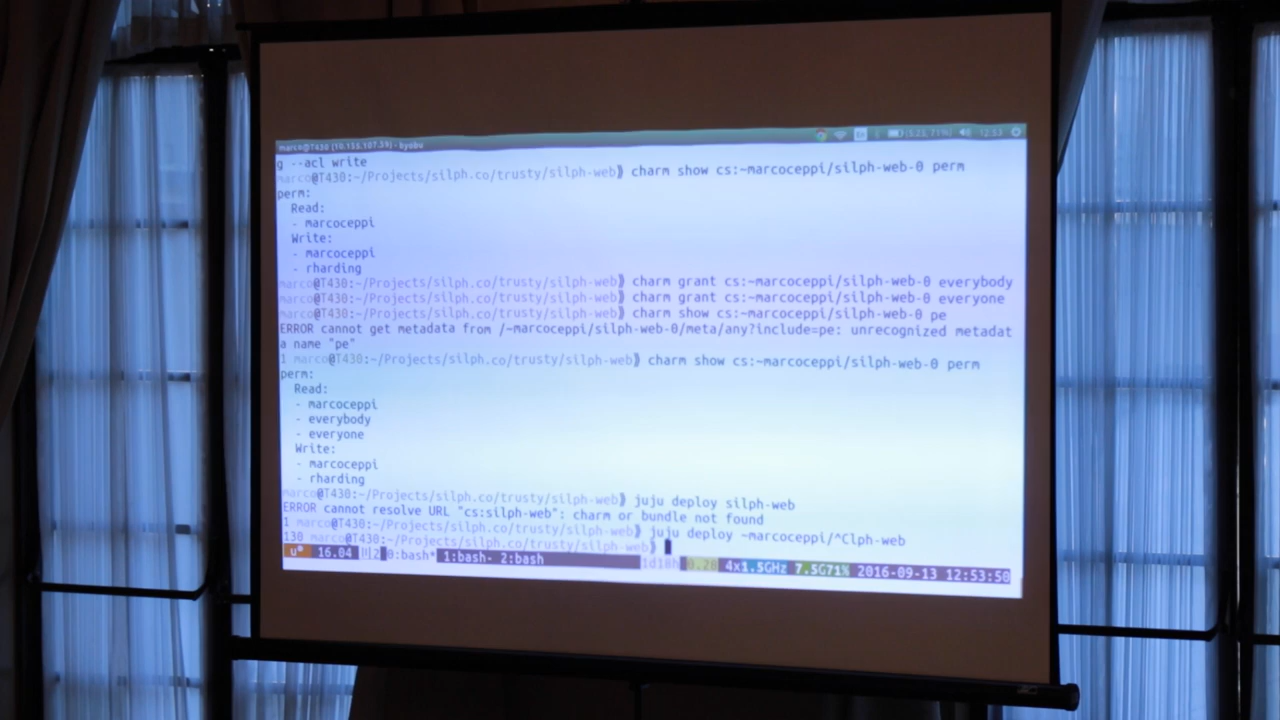 marco@T430 (10.155.107.59) - byobu (5:23, 71%) 12:53
g --acl write
marco@T430:~/Projects/silph.co/trusty/silph-web⟫ charm show cs:~marcoceppi/silph-web-0 perm
perm:
  Read:
  - marcoceppi
  Write:
  - marcoceppi
  - rharding
marco@T430:~/Projects/silph.co/trusty/silph-web⟫ charm grant cs:~marcoceppi/silph-web-0 everybody
marco@T430:~/Projects/silph.co/trusty/silph-web⟫ charm grant cs:~marcoceppi/silph-web-0 everyone
marco@T430:~/Projects/silph.co/trusty/silph-web⟫ charm show cs:~marcoceppi/silph-web-0 pe
ERROR cannot get metadata from /~marcoceppi/silph-web-0/meta/any?include=pe: unrecognized metadat
a name "pe"
1 marco@T430:~/Projects/silph.co/trusty/silph-web⟫ charm show cs:~marcoceppi/silph-web-0 perm
perm:
  Read:
  - marcoceppi
  - everybody
  - everyone
  Write:
  - marcoceppi
  - rharding
marco@T430:~/Projects/silph.co/trusty/silph-web⟫ juju deploy silph-web
ERROR cannot resolve URL "cs:silph-web": charm or bundle not found
1 marco@T430:~/Projects/silph.co/trusty/silph-web⟫ juju deploy ~marcoceppi/^Clph-web
130 marco@T430:~/Projects/silph.co/trusty/silph-web⟫
u* 16.04 0:bash* 1:bash- 2:bash 1d18h 0.28 4x1.5GHz 7.5G71% 2016-09-13 12:53:50